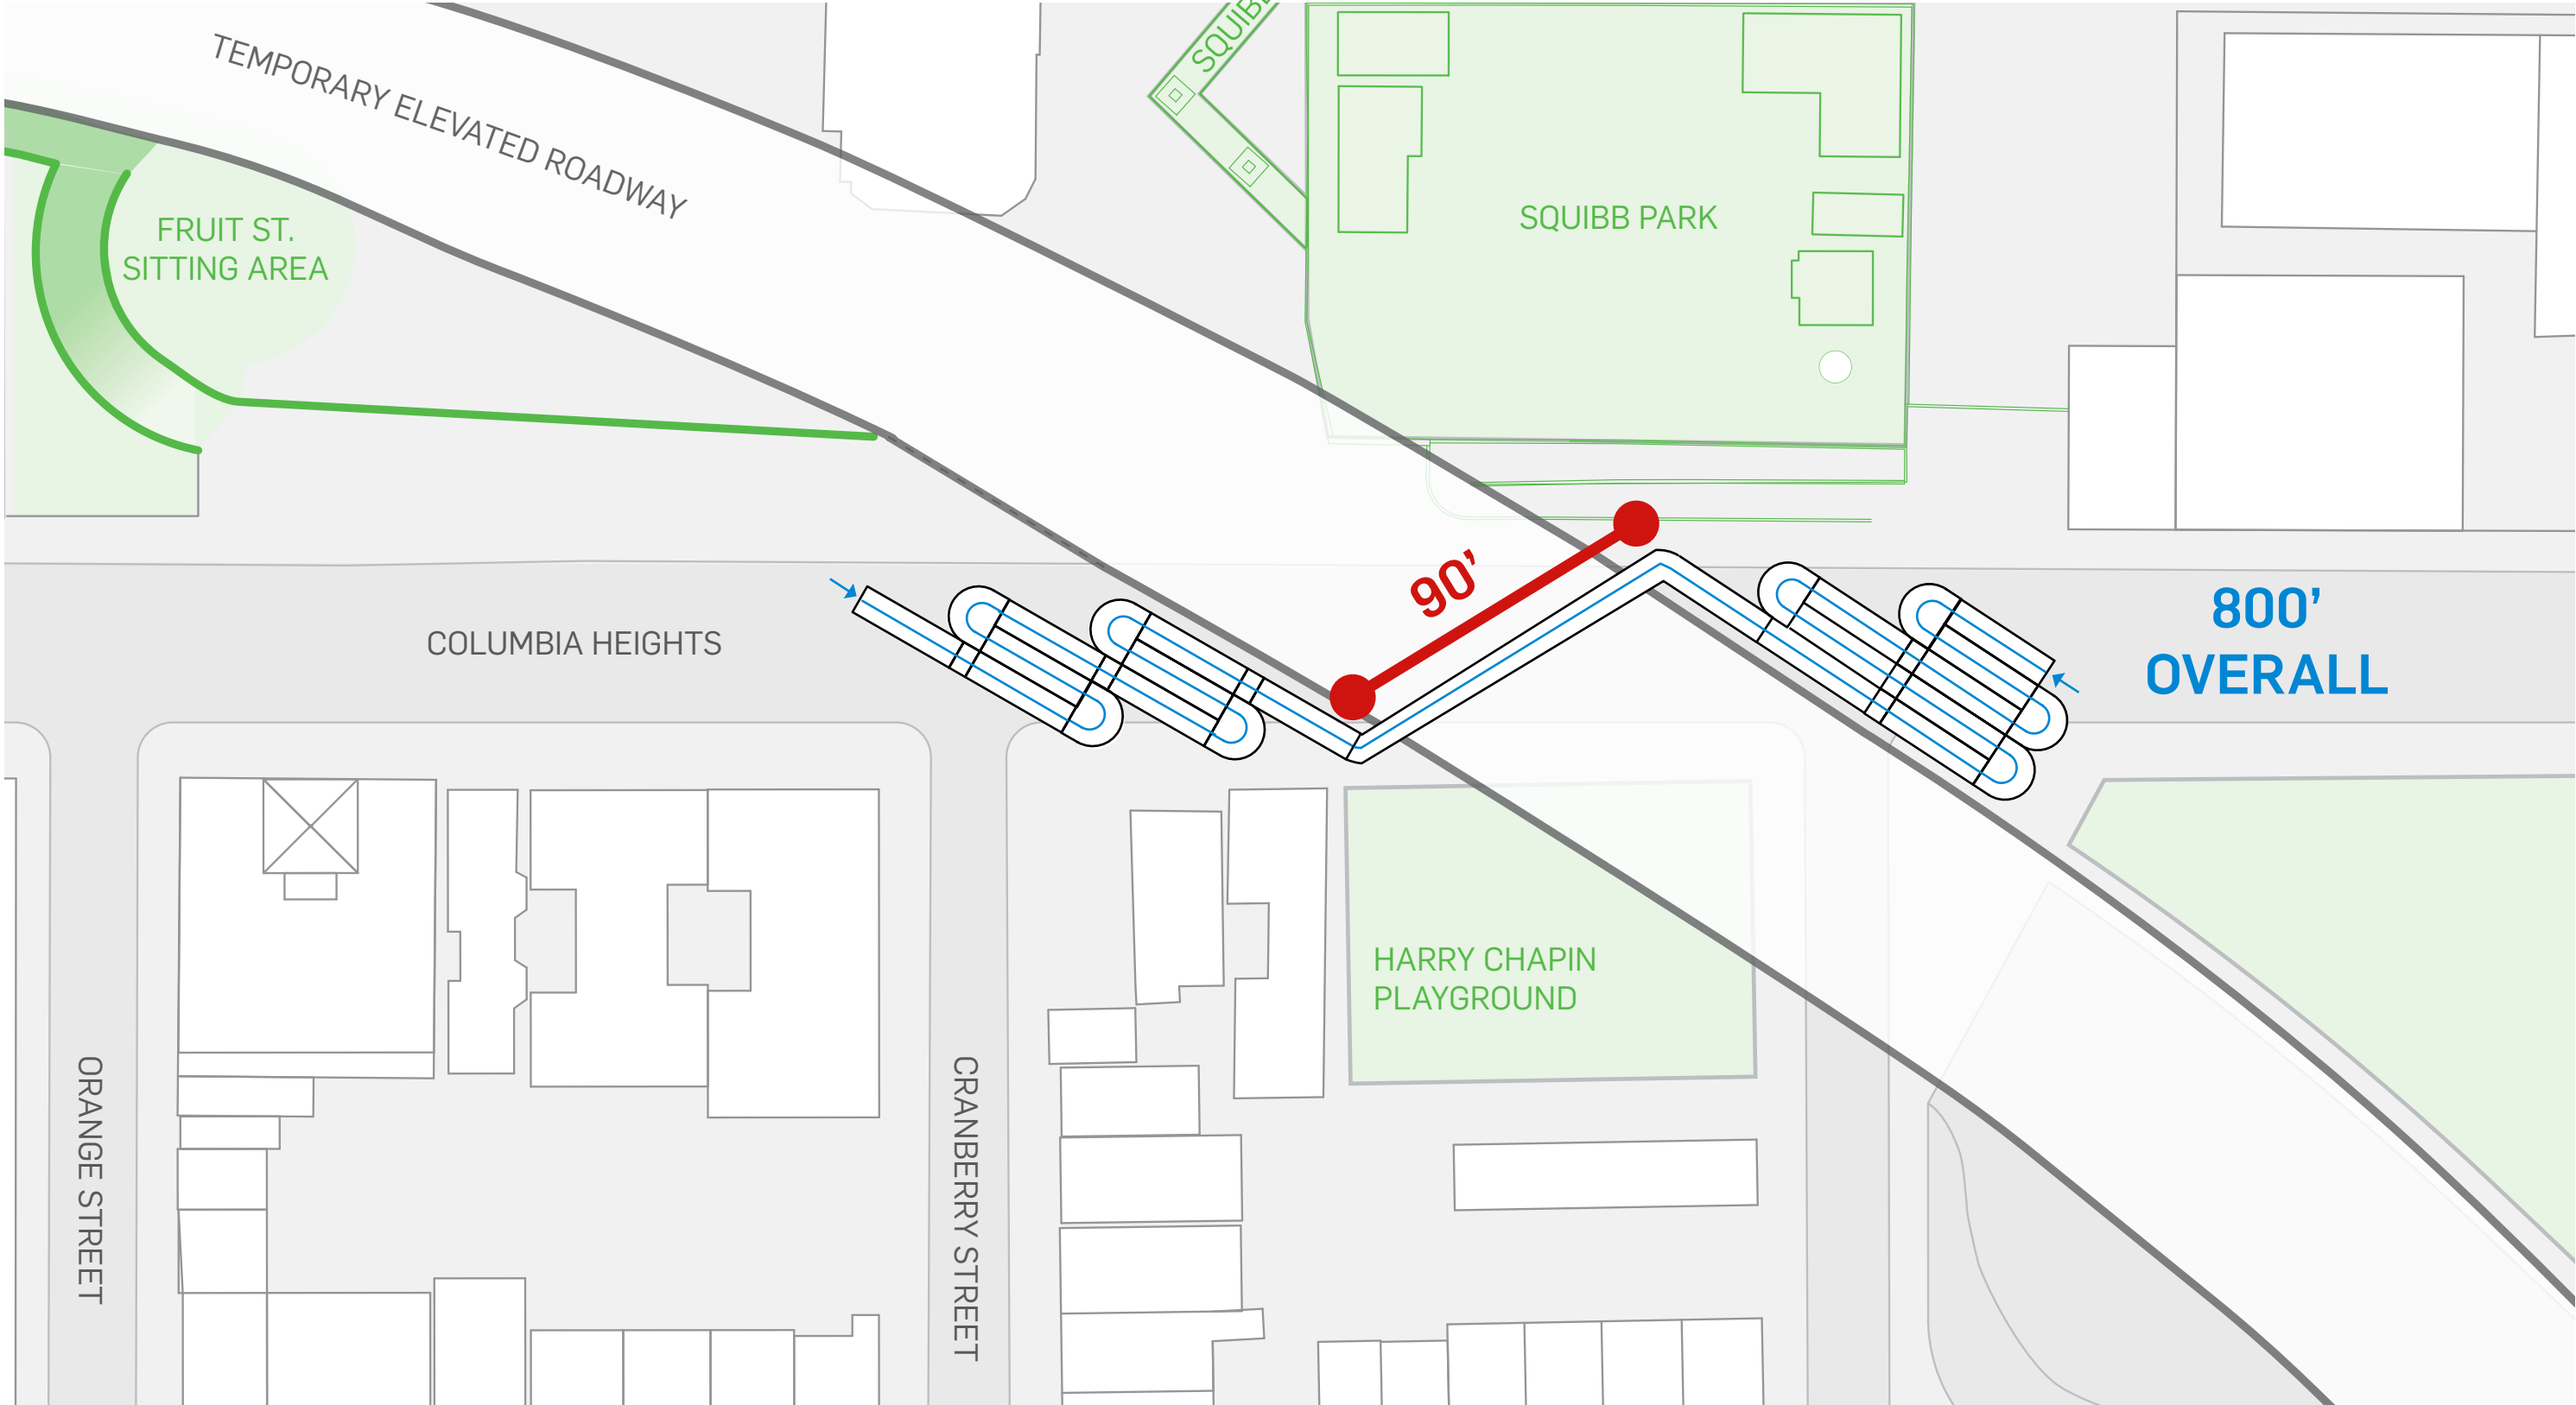 TEMPORARY ELEVATED ROADWAY
FRUIT ST.
SITTING AREA
SQUIBB PARK
90’
800’
OVERALL
COLUMBIA HEIGHTS
HARRY CHAPIN
PLAYGROUND
ORANGE STREET
CRANBERRY STREET